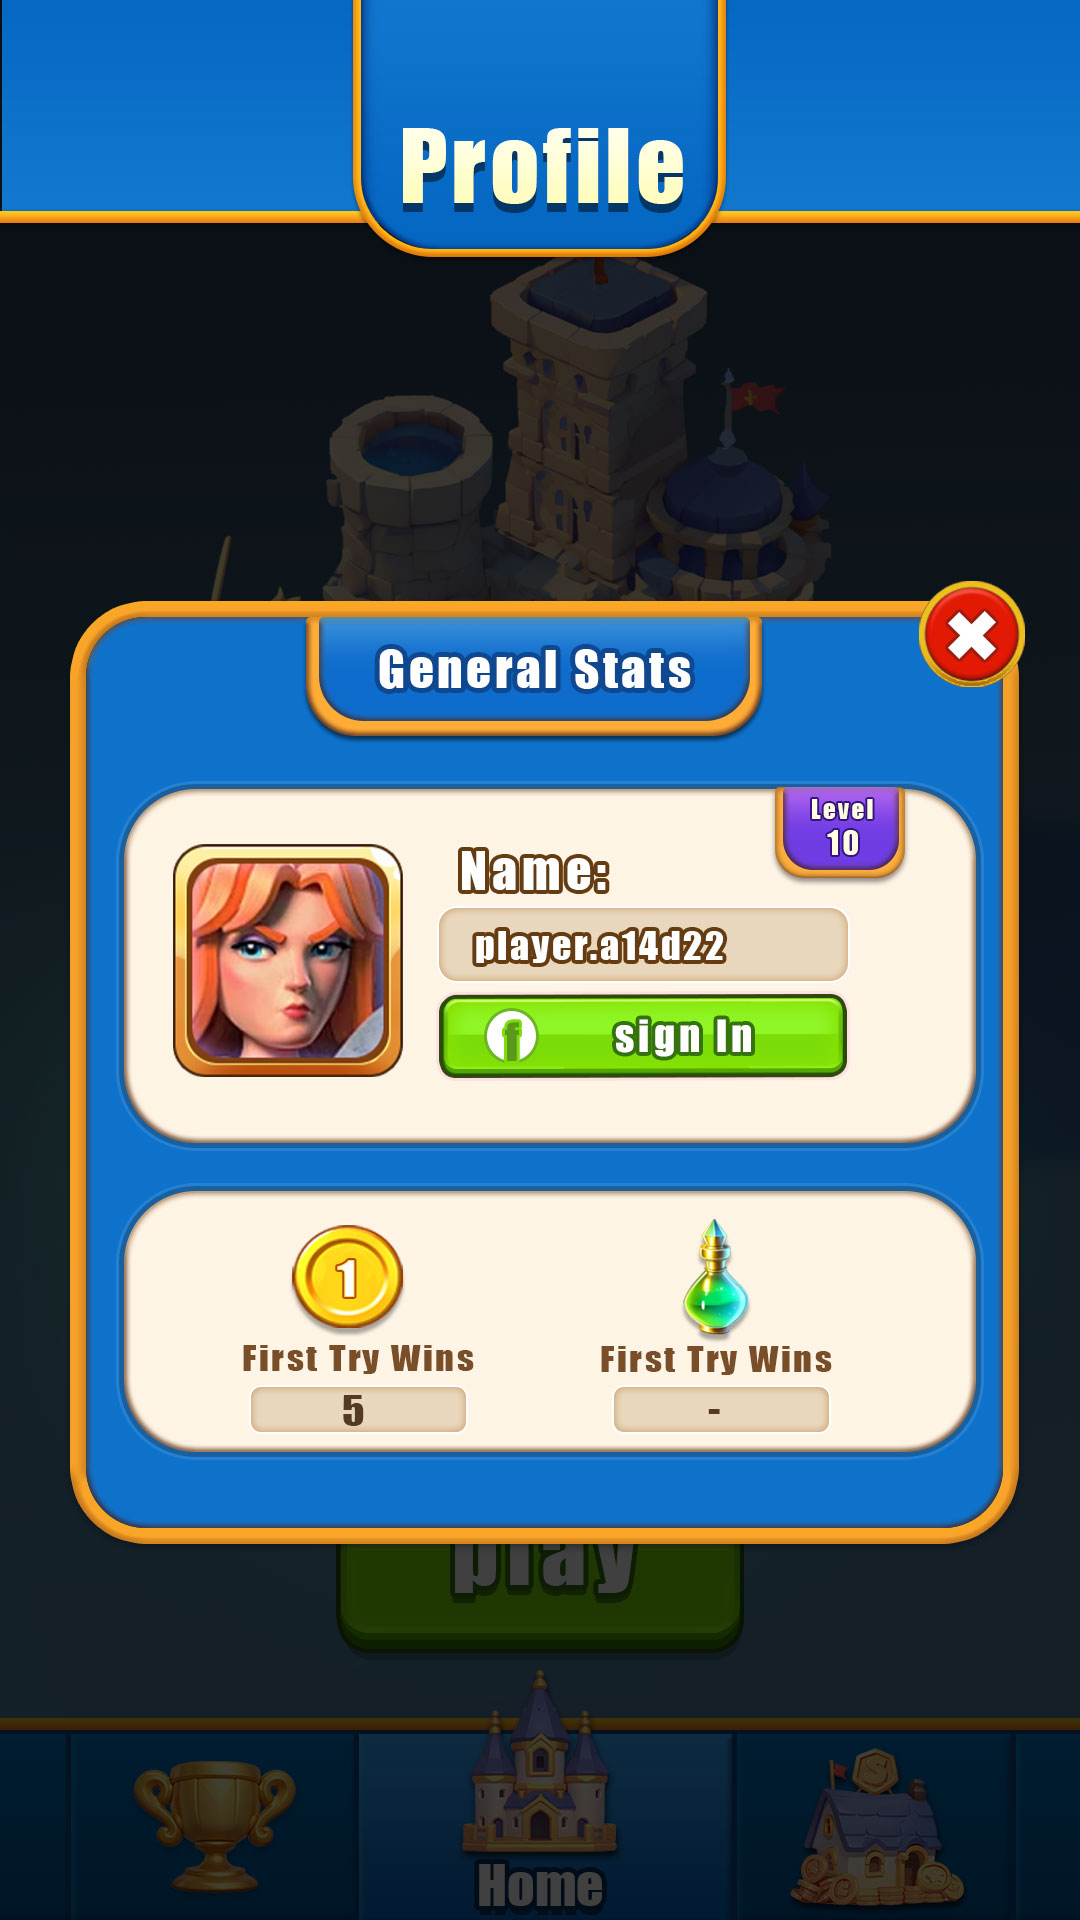 Profile
General Stats
Level
10
Name:
player.a14d22
f sign In
1
First Try Wins
First Try Wins
5
-
play
Home